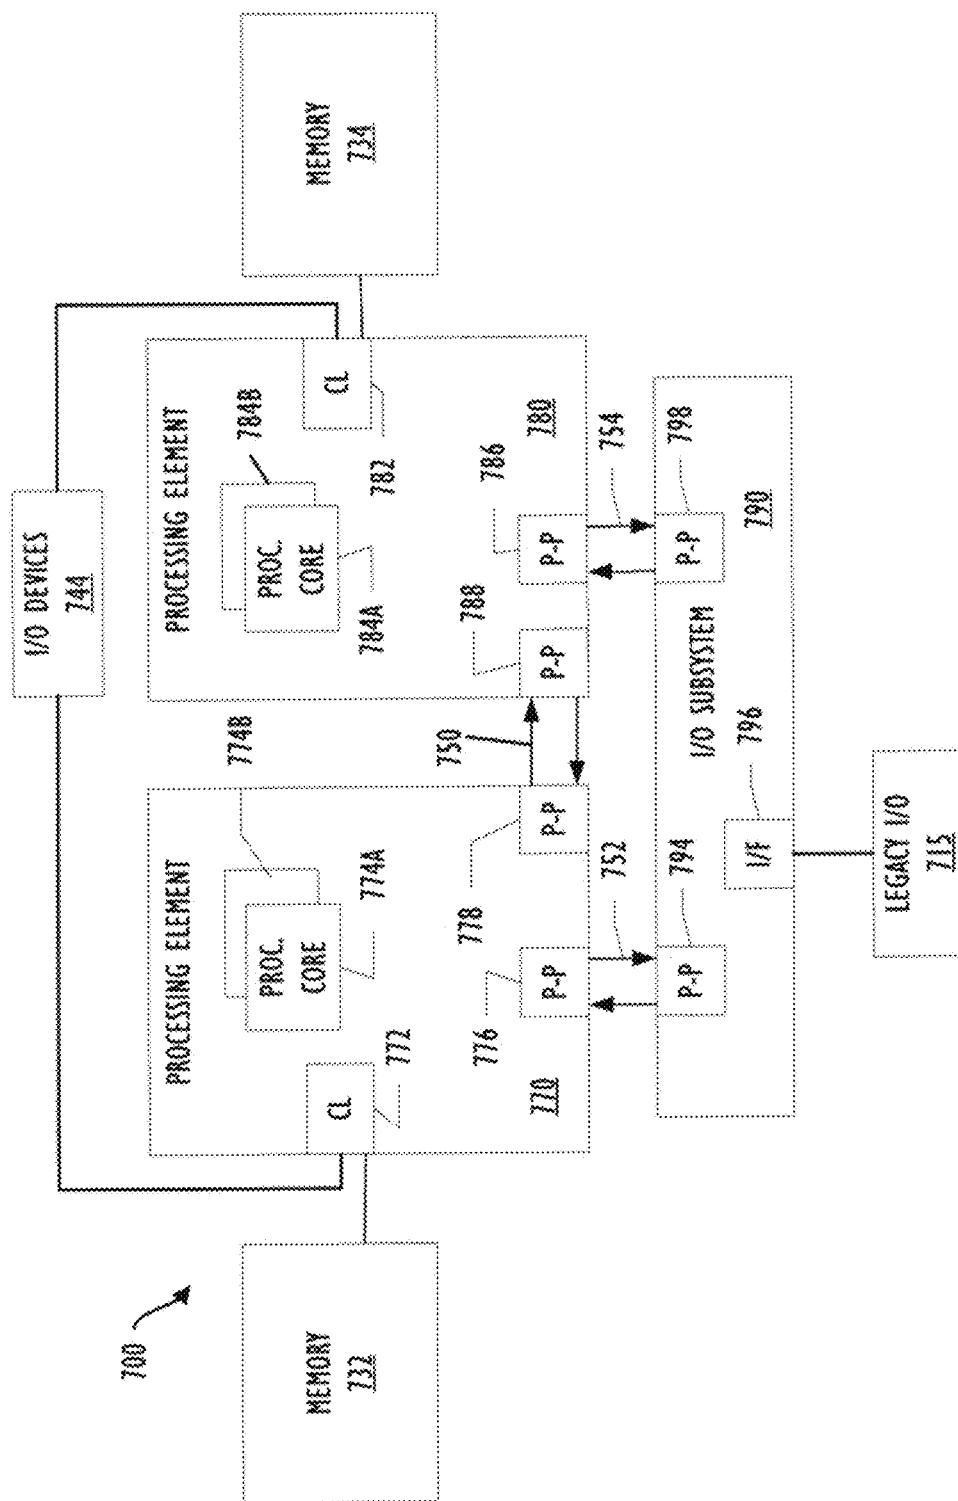 700
I/O DEVICES
744
MEMORY
732
PROCESSING ELEMENT
PROC.
CORE
774B
774A
CL
772
770
776
P-P
778
P-P
750
PROCESSING ELEMENT
PROC.
CORE
784B
784A
CL
782
780
788
P-P
786
P-P
MEMORY
734
752
754
794
P-P
I/O SUBSYSTEM
790
798
P-P
796
I/F
LEGACY I/O
715